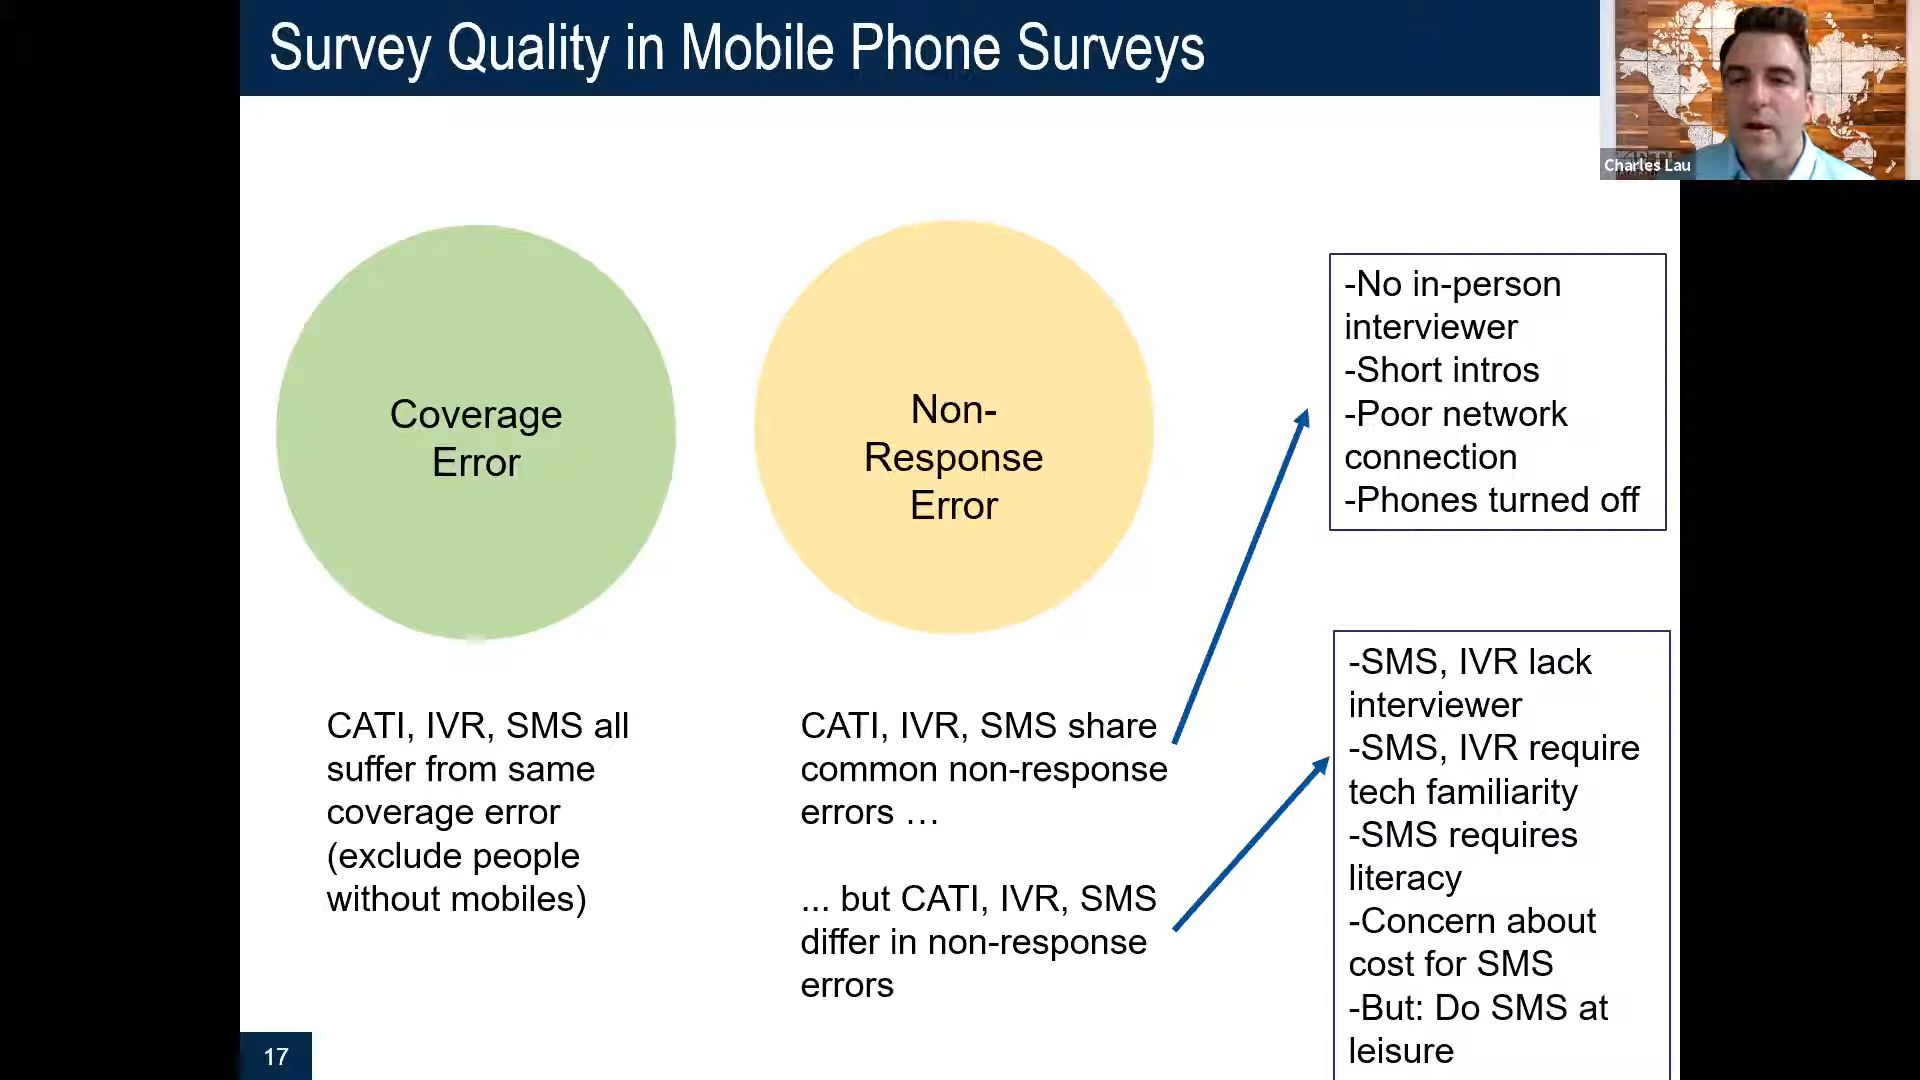 Survey Quality in Mobile Phone Surveys
Charles Lau
Coverage
Error
Non-
Response
Error
-No in-person
interviewer
-Short intros
-Poor network
connection
-Phones turned off
CATI, IVR, SMS all
suffer from same
coverage error
(exclude people
without mobiles)
CATI, IVR, SMS share
common non-response
errors …
... but CATI, IVR, SMS
differ in non-response
errors
-SMS, IVR lack
interviewer
-SMS, IVR require
tech familiarity
-SMS requires
literacy
-Concern about
cost for SMS
-But: Do SMS at
leisure
17